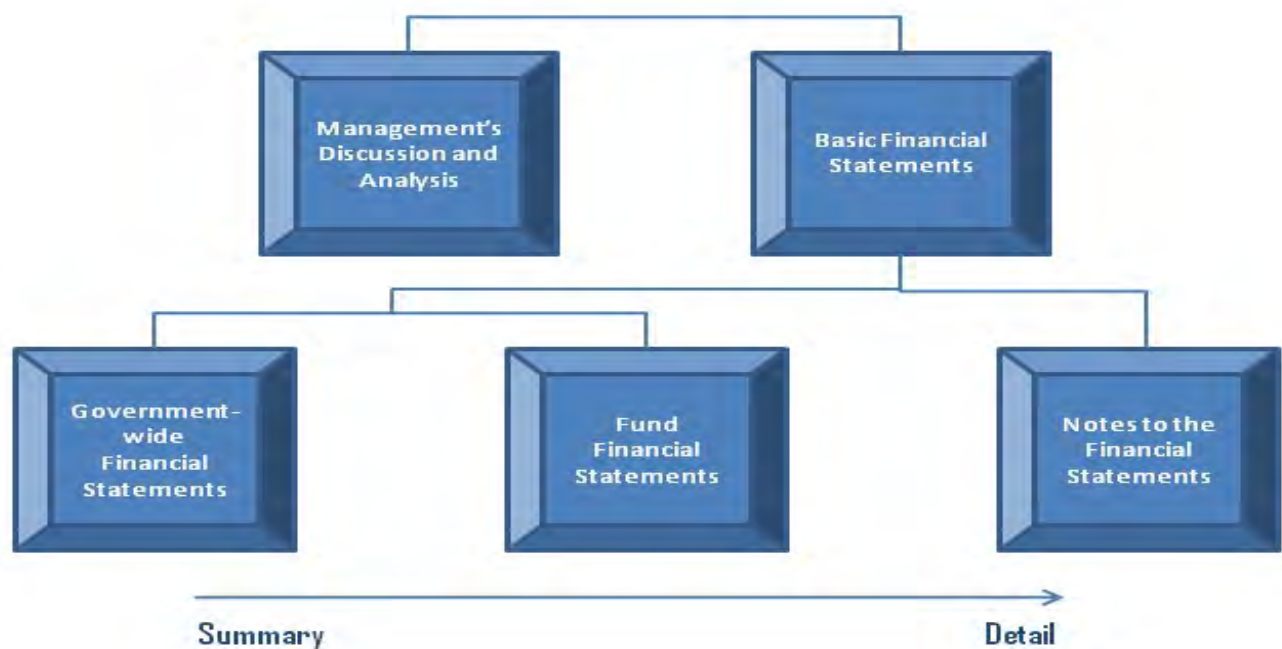 Management's
Discussion and
Analysis
Basic Financial
Statements
Government-
wide
Financial
Statements
Fund
Financial
Statements
Notes to the
Financial
Statements
Summary
Detail